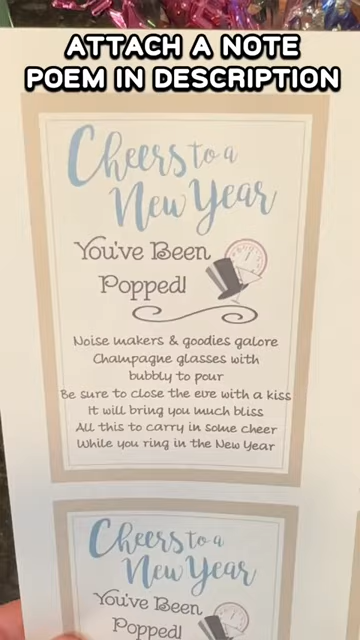 ATTACH A NOTE
POEM IN DESCRIPTION
Cheers to a
New Year
You've Been
Popped!
Noise makers & goodies galore
Champagne glasses with
bubbly to pour
Be sure to close the eve with a kiss
It will bring you much bliss
All this to carry in some cheer
While you ring in the New Year
Cheers to a
New Year
You've Been
Popped!